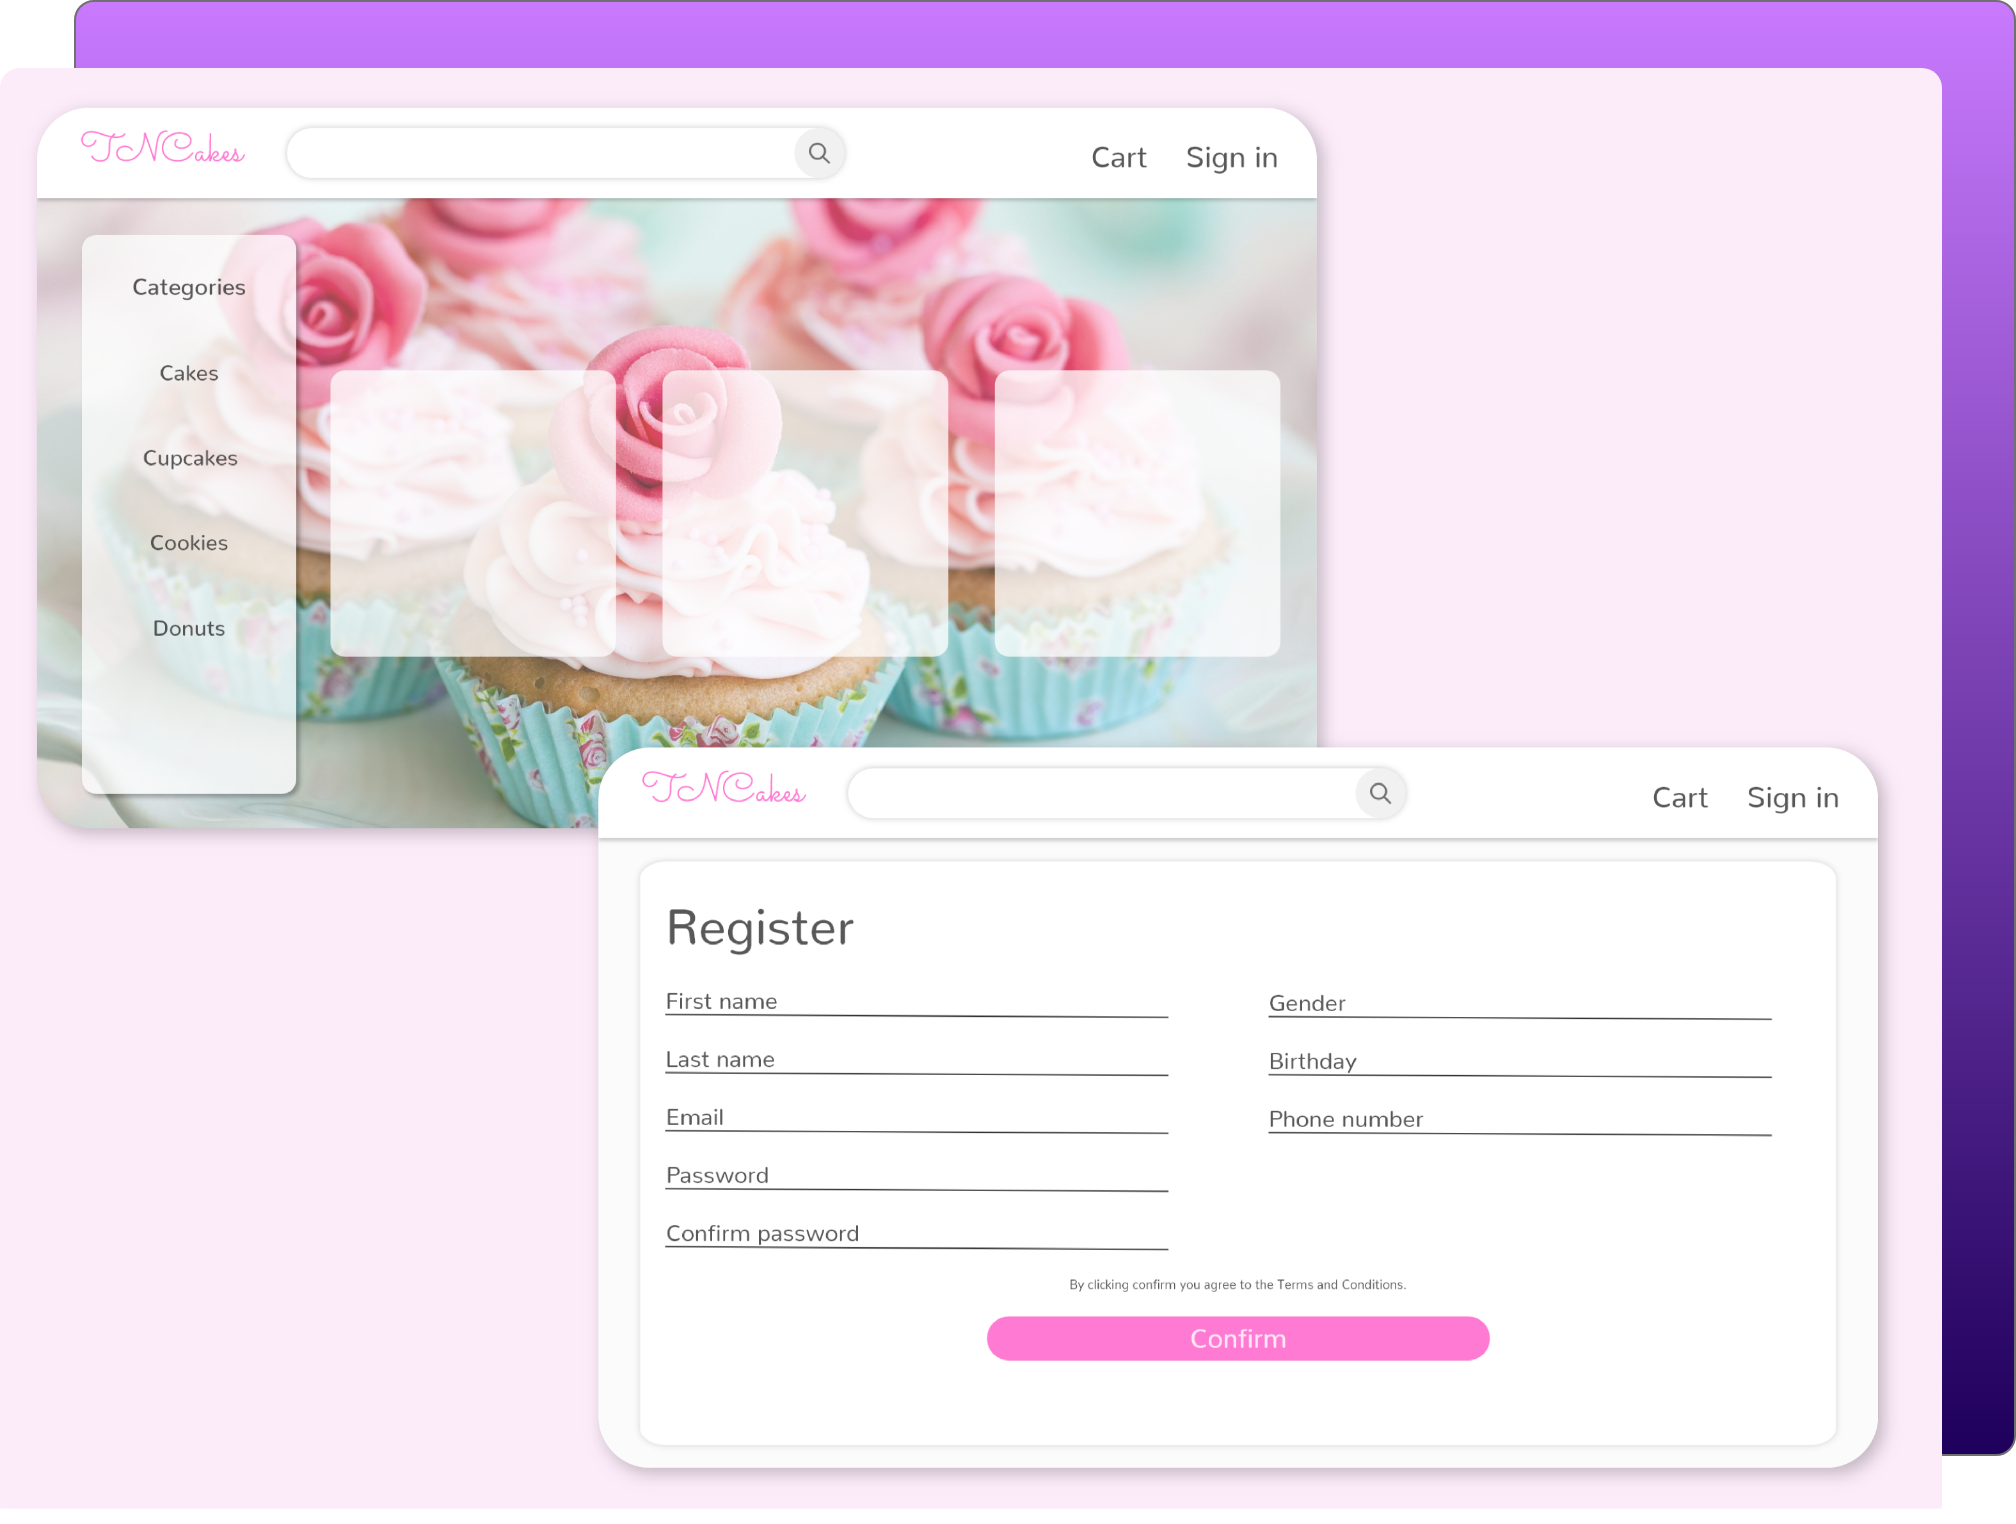 TNCakes
Cart Sign in
Categories
Cakes
Cupcakes
Cookies
Donuts
TNCakes
Cart Sign in
Register
First name
Last name
Email
Password
Confirm password
Gender
Birthday
Phone number
By clicking confirm you agree to the Terms and Conditions.
Confirm